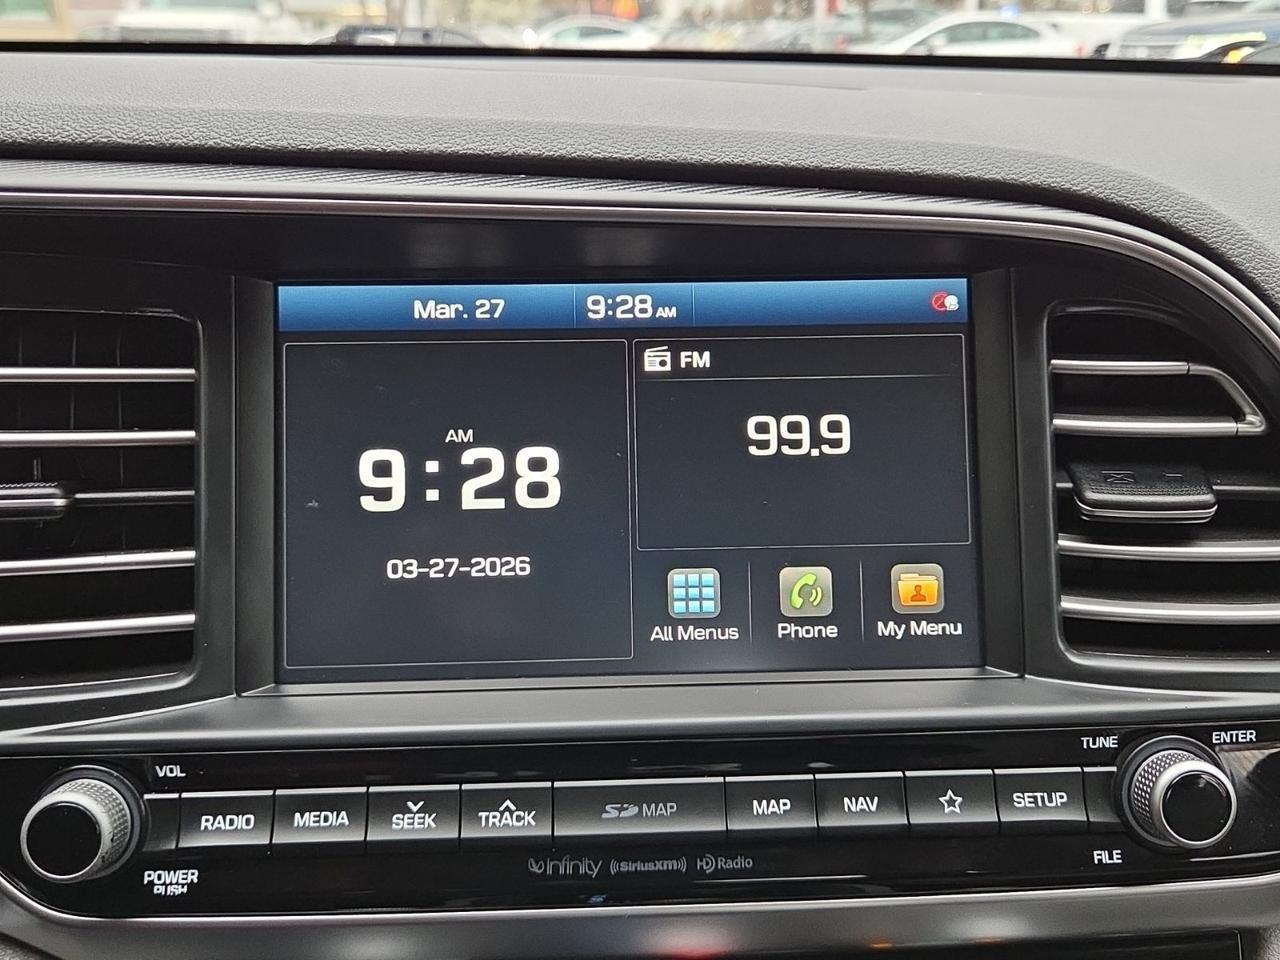 Mar. 27
9:28 AM
FM
99.9
AM
9:28
03-27-2026
All Menus
Phone
My Menu
VOL
TUNE
ENTER
RADIO
MEDIA
SEEK
TRACK
SD MAP
MAP
NAV
SETUP
POWER
PUSH
FILE
infinity
SiriusXM
HD Radio